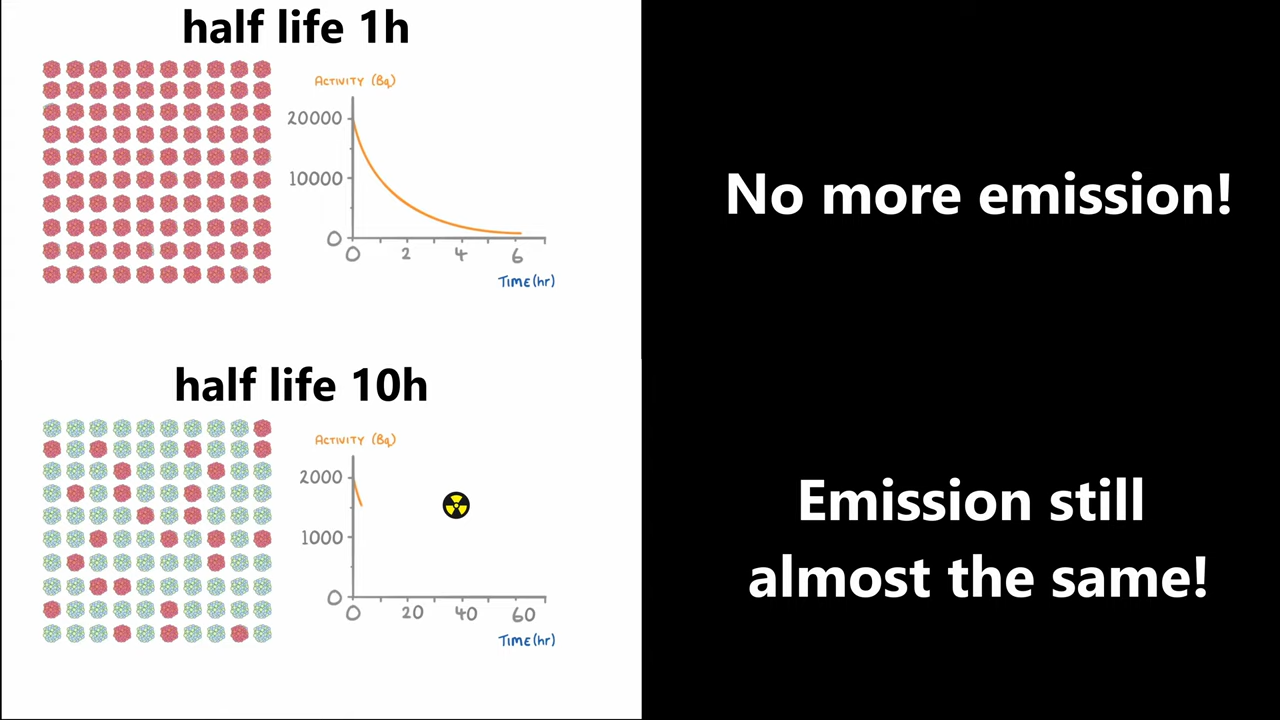 half life 1h
ACTIVITY (Bq)
20000
10000
0
0 2 4 6
TIME (hr)
No more emission!
half life 10h
ACTIVITY (Bq)
2000
1000
0
0 20 40 60
TIME (hr)
Emission still
almost the same!